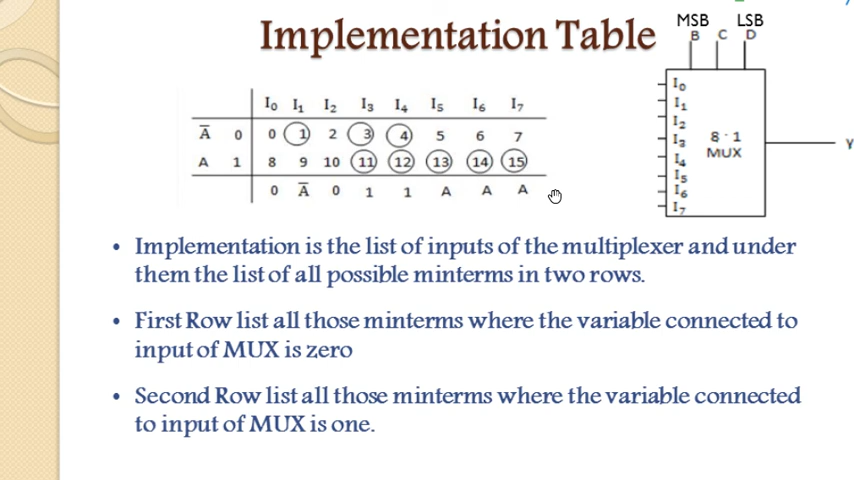 Implementation Table
MSB LSB
B C D
I0 I1 I2 I3 I4 I5 I6 I7
A̅ 0 0 1 2 3 4 5 6 7
A 1 8 9 10 11 12 13 14 15
0 A̅ 0 1 1 A A A
I0
I1
I2
I3
I4
I5
I6
I7
8:1
MUX
Y
• Implementation is the list of inputs of the multiplexer and under
them the list of all possible minterms in two rows.
• First Row list all those minterms where the variable connected to
input of MUX is zero
• Second Row list all those minterms where the variable connected
to input of MUX is one.